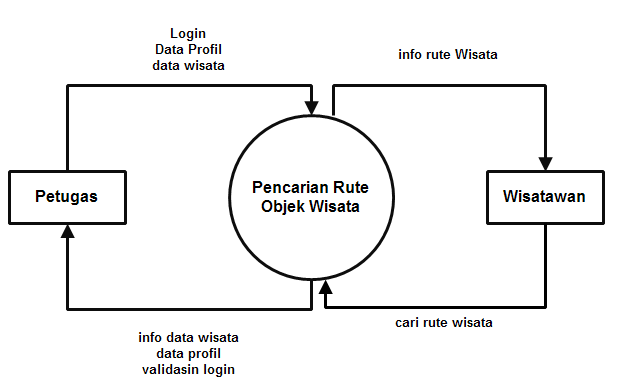 Login
Data Profil
data wisata
info rute Wisata
Petugas
Pencarian Rute
Objek Wisata
Wisatawan
info data wisata
data profil
validasin login
cari rute wisata